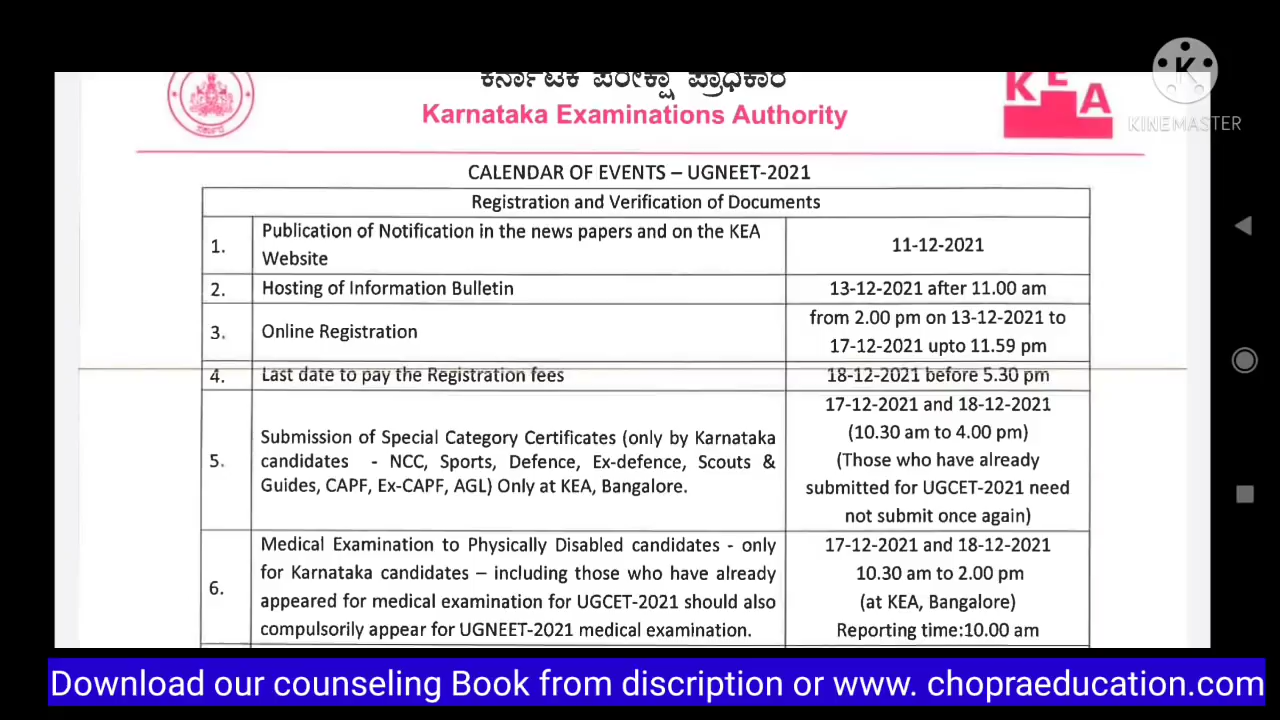 ಕರ್ನಾಟಕ ಪರೀಕ್ಷಾ ಪ್ರಾಧಿಕಾರ
KEA
Karnataka Examinations Authority
KINEMASTER
CALENDAR OF EVENTS – UGNEET-2021
Registration and Verification of Documents
1. Publication of Notification in the news papers and on the KEA
Website
11-12-2021
2. Hosting of Information Bulletin 13-12-2021 after 11.00 am
3. Online Registration
from 2.00 pm on 13-12-2021 to
17-12-2021 upto 11.59 pm
4. Last date to pay the Registration fees 18-12-2021 before 5.30 pm
5. Submission of Special Category Certificates (only by Karnataka
candidates - NCC, Sports, Defence, Ex-defence, Scouts &
Guides, CAPF, Ex-CAPF, AGL) Only at KEA, Bangalore.
17-12-2021 and 18-12-2021
(10.30 am to 4.00 pm)
(Those who have already
submitted for UGCET-2021 need
not submit once again)
6. Medical Examination to Physically Disabled candidates - only
for Karnataka candidates – including those who have already
appeared for medical examination for UGCET-2021 should also
compulsorily appear for UGNEET-2021 medical examination.
17-12-2021 and 18-12-2021
10.30 am to 2.00 pm
(at KEA, Bangalore)
Reporting time:10.00 am
Download our counseling Book from discription or www. chopraeducation.com